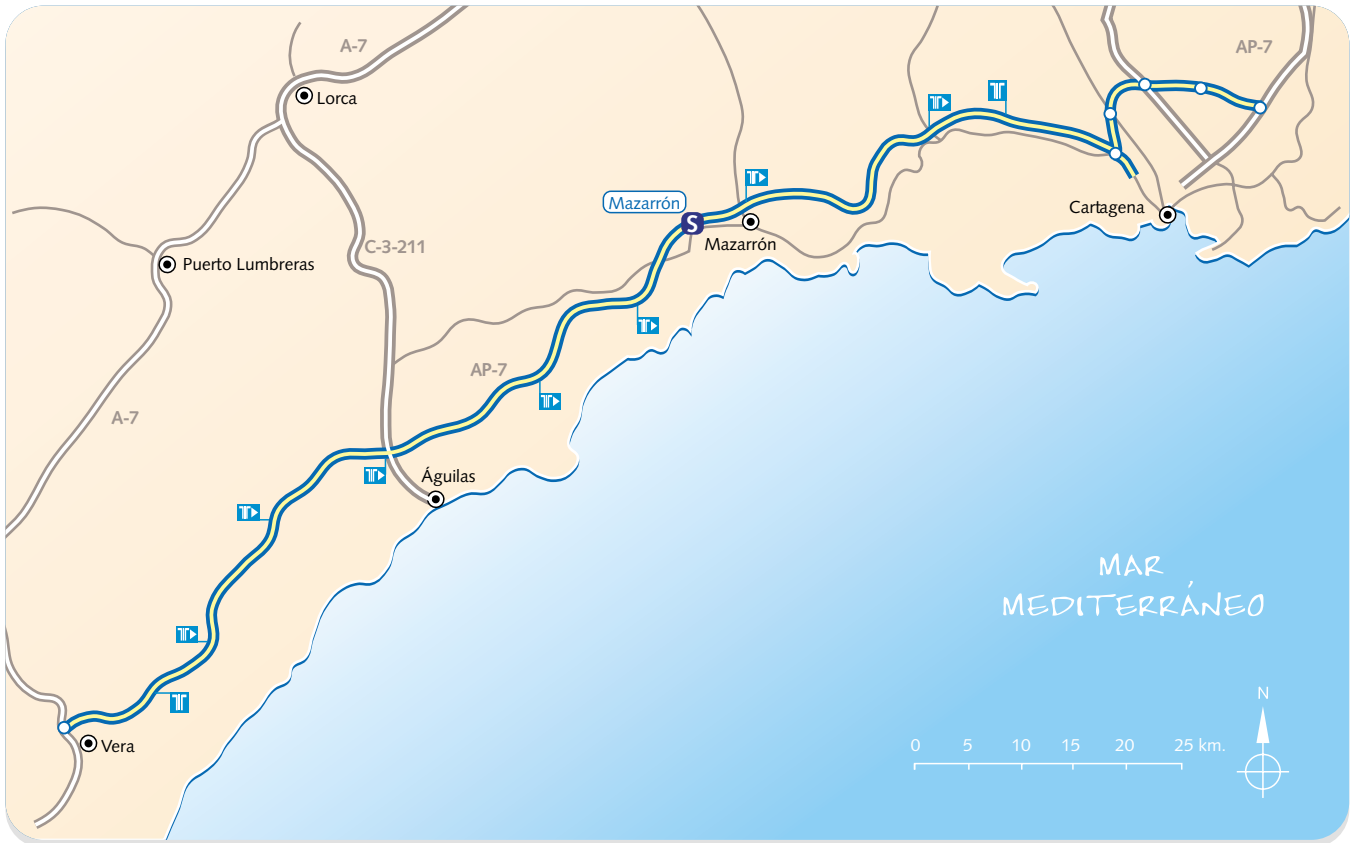 A-7
AP-7
Lorca
Mazarrón
Cartagena
Mazarrón
C-3-211
Puerto Lumbreras
AP-7
A-7
Águilas
S
MAR
MEDITERRÁNEO
N
0 5 10 15 20 25 km.
Vera